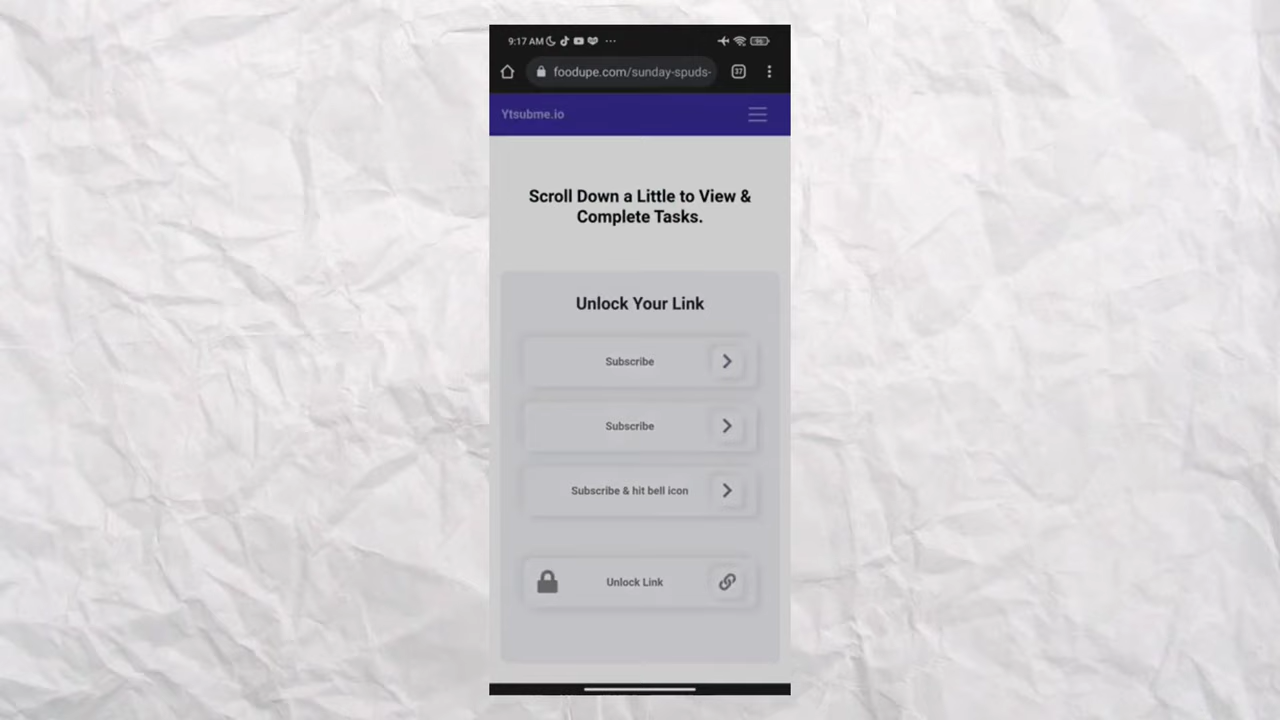 9:17 AM
96
foodupe.com/sunday-spuds-
37
Ytsubme.io
Scroll Down a Little to View &
Complete Tasks.
Unlock Your Link
Subscribe
Subscribe
Subscribe & hit bell icon
Unlock Link